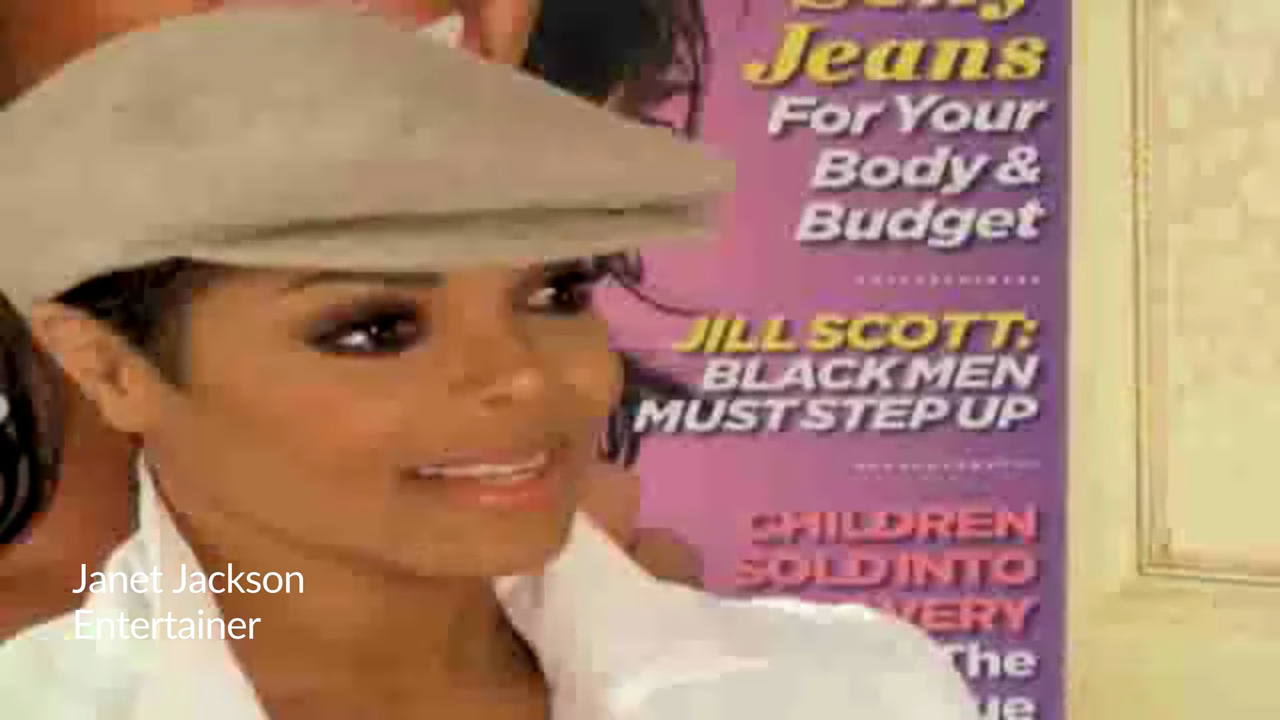 Jeans
For Your
Body &
Budget
JILL SCOTT:
BLACK MEN
MUST STEP UP
CHILDREN
SOLD INTO
The
Janet Jackson
Entertainer